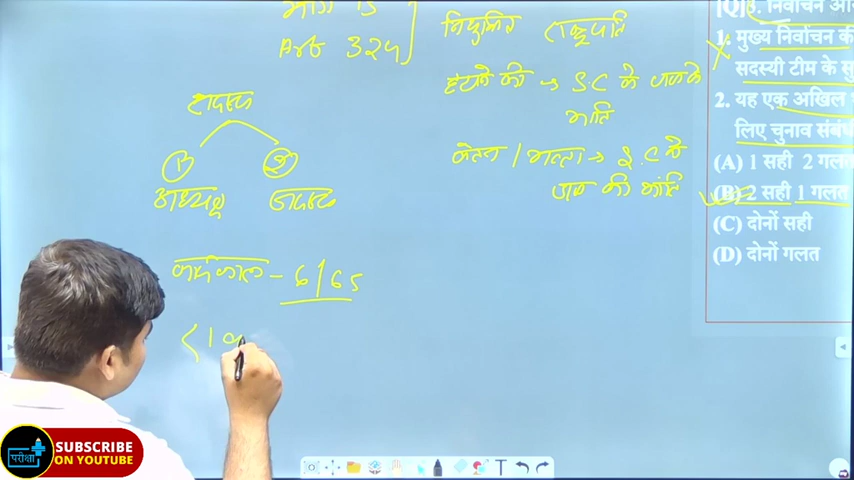 भाग 15
Art 324
नियुक्ति राष्ट्रपति
हटाने की → S.C के जज के
भांति
वेतन / भत्ता → S.C के
जज की भांति
सदस्य
1
2
अध्यक्ष
सदस्य
कार्यकाल - 6/65
(19
[Q]3. निर्वाचन
1. मुख्य निर्वाचन
सदस्यी टीम के
2. यह एक अखिल
लिए चुनाव
(A) 1 सही 2 गलत
(B) 2 सही 1 गलत
(C) दोनों सही
(D) दोनों गलत
परीक्षा
SUBSCRIBE
ON YOUTUBE